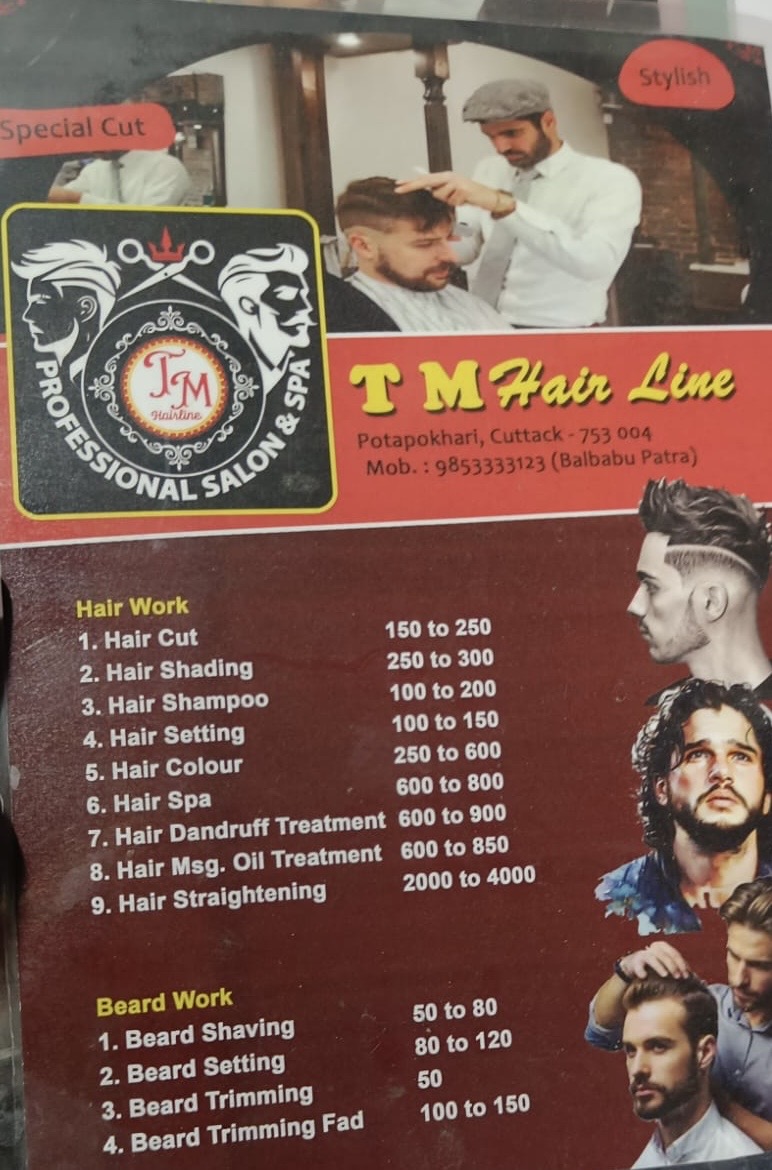 Stylish
Special Cut
TM
Hairline
PROFESSIONAL SALON & SPA
T M Hair Line
Potapokhari, Cuttack - 753 004
Mob. : 9853333123 (Balbabu Patra)
Hair Work
1. Hair Cut 150 to 250
2. Hair Shading 250 to 300
3. Hair Shampoo 100 to 200
4. Hair Setting 100 to 150
5. Hair Colour 250 to 600
6. Hair Spa 600 to 800
7. Hair Dandruff Treatment 600 to 900
8. Hair Msg. Oil Treatment 600 to 850
9. Hair Straightening 2000 to 4000
Beard Work
1. Beard Shaving 50 to 80
2. Beard Setting 80 to 120
3. Beard Trimming 50
4. Beard Trimming Fad 100 to 150